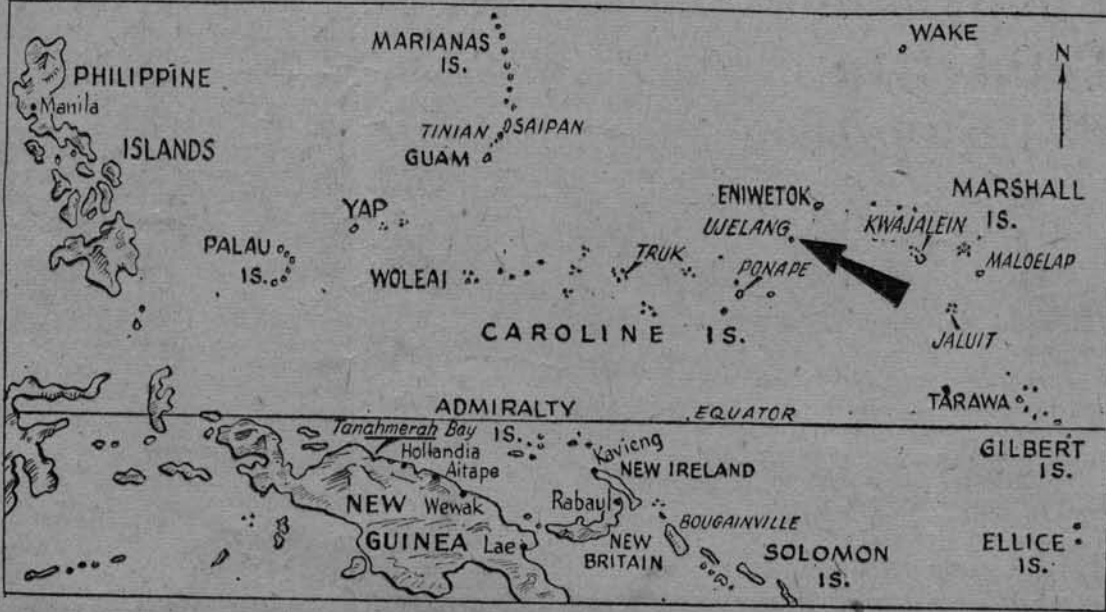 MARIANAS
IS.
WAKE
N
PHILIPPINE
Manila
ISLANDS
TINIAN
SAIPAN
GUAM
YAP
PALAU
IS.
WOLEAI
TRUK
ENIWETOK
UJELANG
PONAPE
MARSHALL
IS.
KWAJALEIN
MALOELAP
JALUIT
CAROLINE IS.
TARAWA
ADMIRALTY
IS.
EQUATOR
GILBERT
IS.
Tanahmerah Bay
Hollandia
Aitape
NEW
Wewak
GUINEA
Lae
Kavieng
NEW IRELAND
Rabaul
NEW
BRITAIN
BOUGAINVILLE
SOLOMON
IS.
ELLICE
IS.